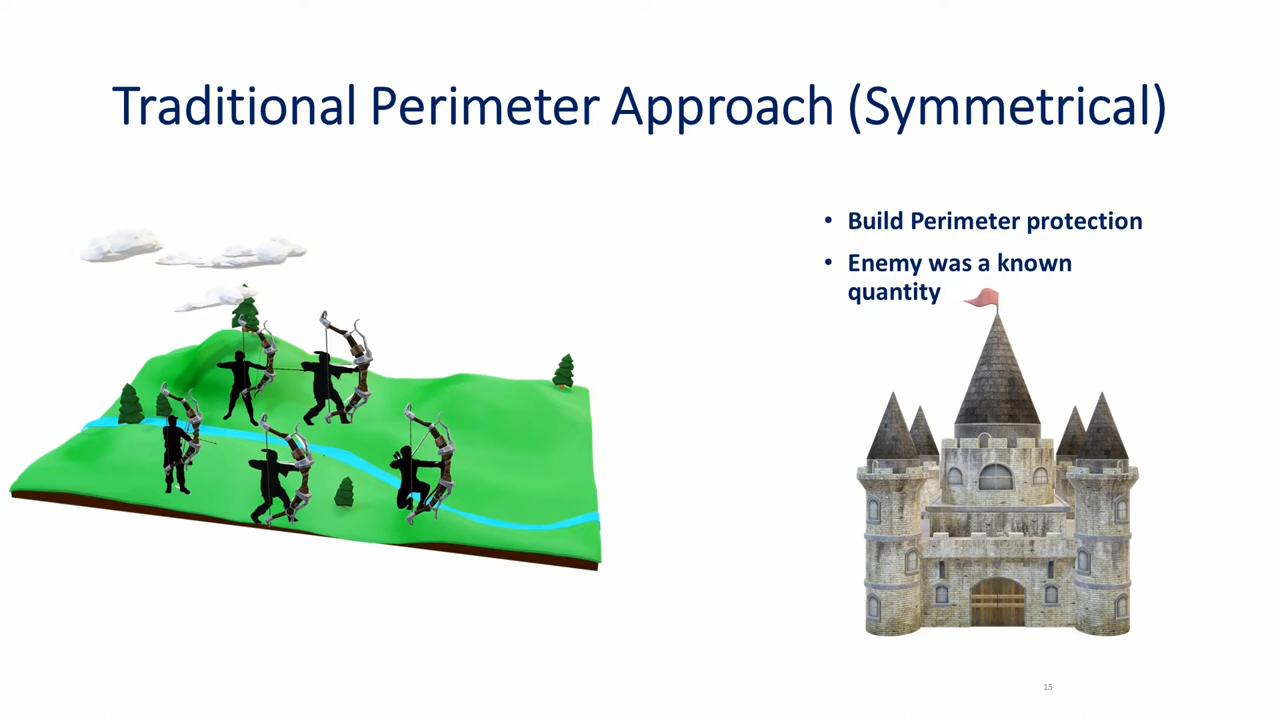 Traditional Perimeter Approach (Symmetrical)
• Build Perimeter protection
• Enemy was a known
quantity
15